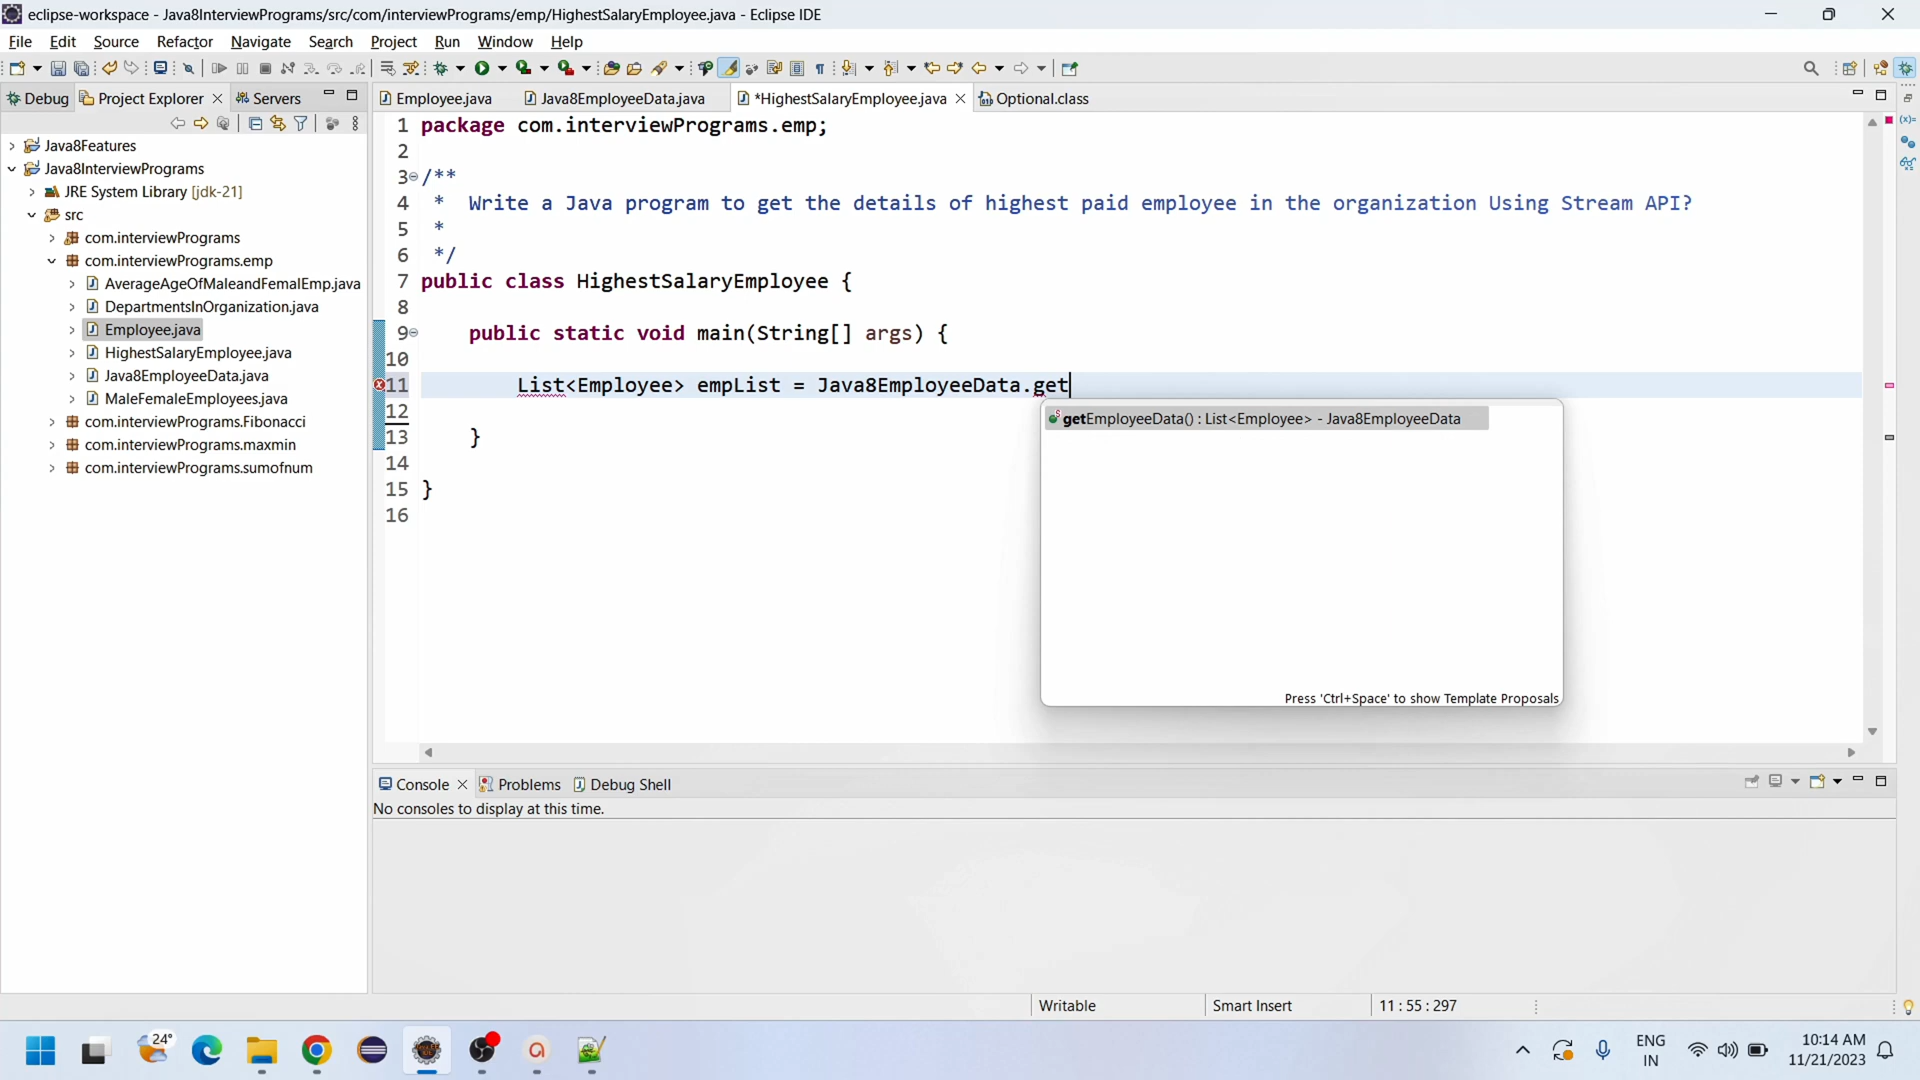 eclipse-workspace - Java8InterviewPrograms/src/com/interviewPrograms/emp/HighestSalaryEmployee.java - Eclipse IDE
File Edit Source Refactor Navigate Search Project Run Window Help
Debug Project Explorer Servers
Employee.java Java8EmployeeData.java *HighestSalaryEmployee.java Optional.class
Java8Features
Java8InterviewPrograms
JRE System Library [jdk-21]
src
com.interviewPrograms
com.interviewPrograms.emp
AverageAgeOfMaleandFemalEmp.java
DepartmentsInOrganization.java
Employee.java
HighestSalaryEmployee.java
Java8EmployeeData.java
MaleFemaleEmployees.java
com.interviewPrograms.Fibonacci
com.interviewPrograms.maxmin
com.interviewPrograms.sumofnum
1 package com.interviewPrograms.emp;
2
3 /**
4 * Write a Java program to get the details of highest paid employee in the organization Using Stream API?
5 *
6 */
7 public class HighestSalaryEmployee {
8
9 public static void main(String[] args) {
10
11 List<Employee> empList = Java8EmployeeData.get
12
13 }
14
15 }
16
getEmployeeData() : List<Employee> - Java8EmployeeData
Press 'Ctrl+Space' to show Template Proposals
Console Problems Debug Shell
No consoles to display at this time.
Writable Smart Insert 11 : 55 : 297
24°
ENG
IN
10:14 AM
11/21/2023